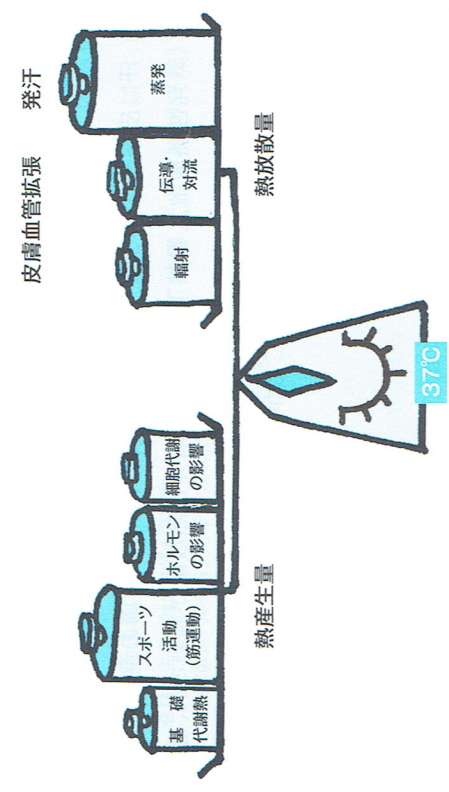 皮膚血管拡張
発汗
基礎
代謝熱
スポーツ
活動
(筋運動)
ホルモン
の影響
細胞代謝
の影響
輻射
伝導・
対流
蒸発
熱産生量
熱放散量
37℃